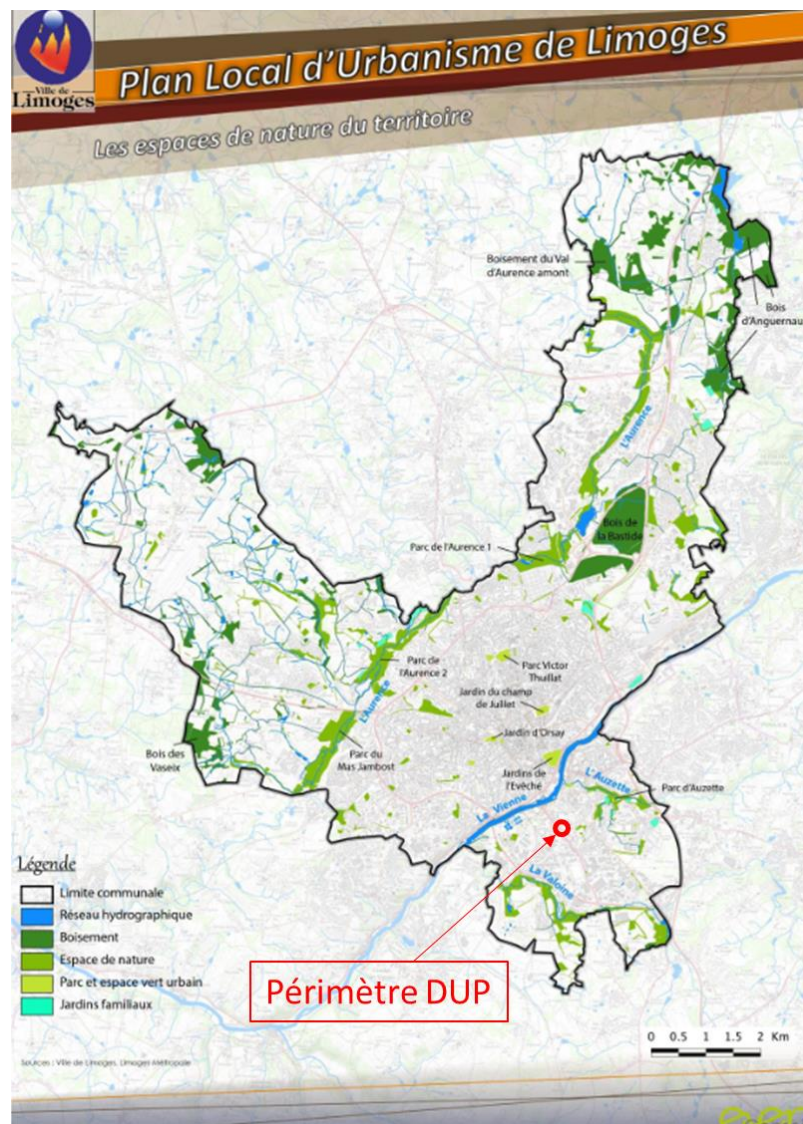 Ville de
Limoges
Plan Local d'Urbanisme de Limoges
Les espaces de nature du territoire
Boisement du Val
d'Aurence amont
Bois
d'Anguernaud
L'Aurence
Bois de
la Bastide
Parc de l'Aurence 1
Parc de
l'Aurence 2
Parc Victor
Thuillat
Jardin du champ
de Juillet
L'Aurence
Jardin d'Orsay
Bois des
Vaseix
Parc du
Mas Jambost
Jardins de
l'Evêché
L'Auzette
Parc d'Auzette
La Vienne
La Valoine
Légende
Limite communale
Réseau hydrographique
Boisement
Espace de nature
Parc et espace vert urbain
Jardins familiaux
Périmètre DUP
0 0.5 1 1.5 2 Km
Sources : Ville de Limoges, Limoges Métropole